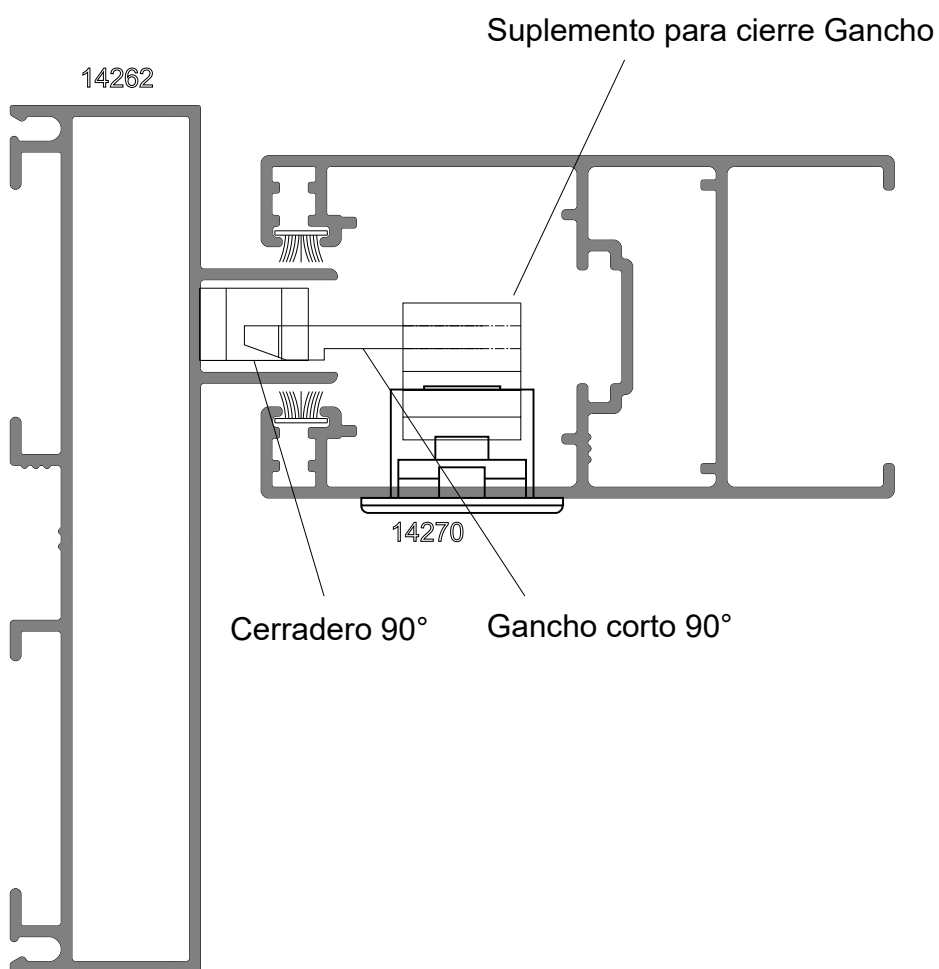 Suplemento para cierre Gancho
14262
14270
Cerradero 90°
Gancho corto 90°